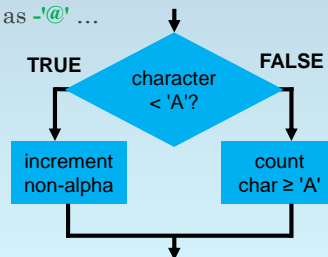 as -'@' ...
TRUE
FALSE
character
< 'A'?
increment
non-alpha
count
char ≥ 'A'